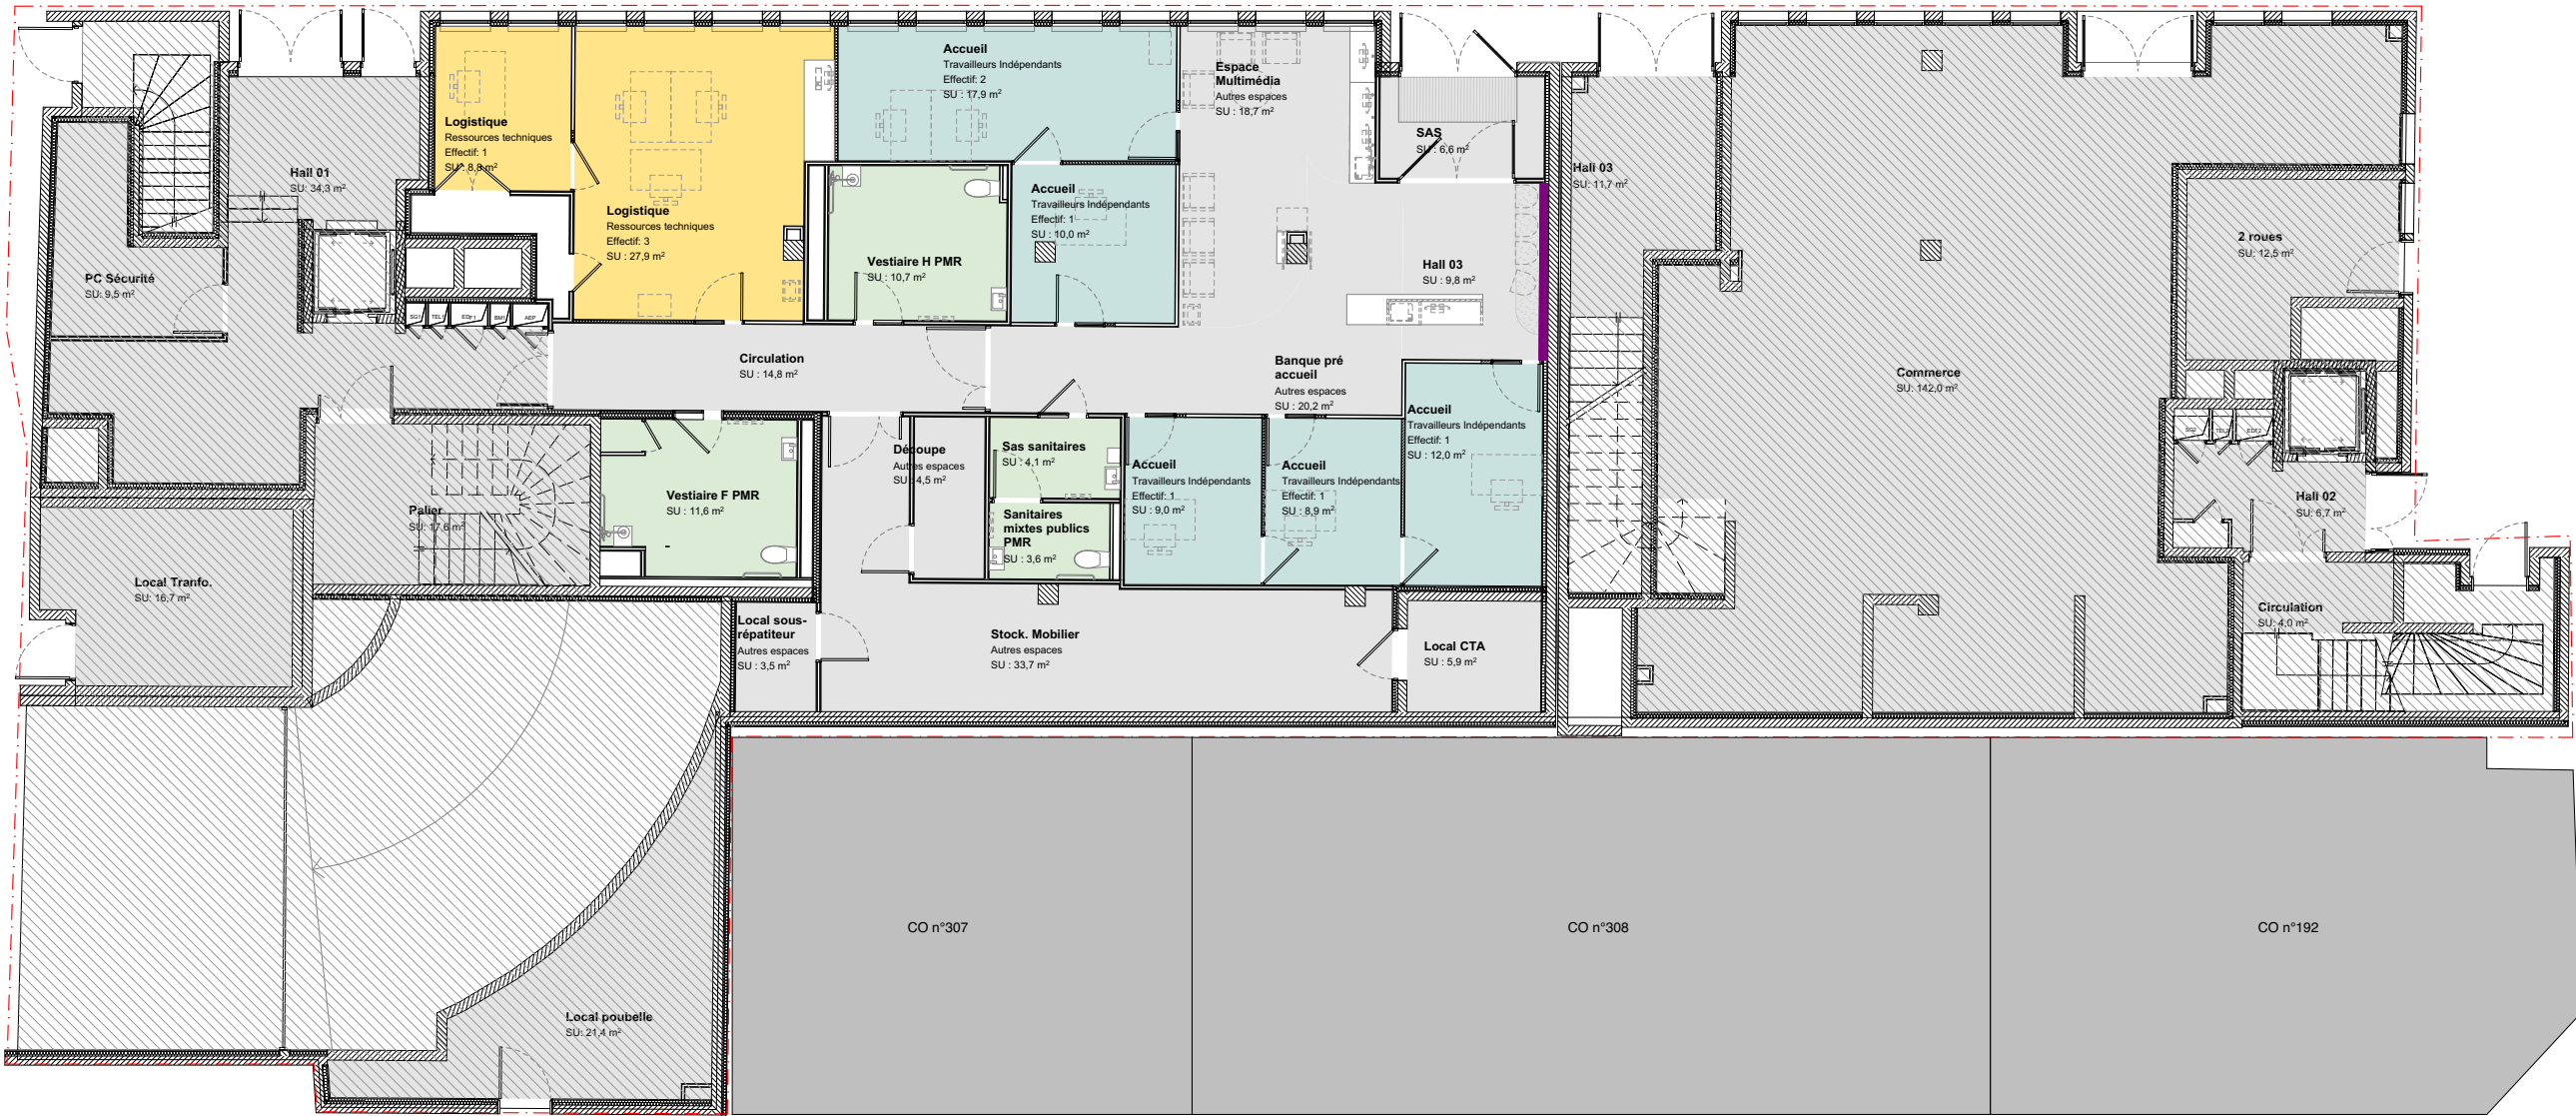 Accueil
Travailleurs Indépendants
Effectif: 2
SU : 17,9 m²
Espace
Multimédia
Autres espaces
SU : 18,7 m²
Logistique
Ressources techniques
Effectif: 1
SU : 8,8 m²
SAS
SU : 6,6 m²
Hall 01
SU: 34,3 m²
Hall 03
SU: 11,7 m²
Accueil
Travailleurs Indépendants
Effectif: 1
SU : 10,0 m²
Logistique
Ressources techniques
Effectif: 3
SU : 27,9 m²
2 roues
SU: 12,5 m²
Vestiaire H PMR
SU : 10,7 m²
Hall 03
SU : 9,8 m²
PC Sécurité
SU: 9,5 m²
SG1
TEL1
EDF1
BM1
AEP
Circulation
SU : 14,8 m²
Banque pré
accueil
Autres espaces
SU : 20,2 m²
Commerce
SU: 142,0 m²
Accueil
Travailleurs Indépendants
Effectif: 1
SU : 12,0 m²
SG2
TEL2
EDF2
Découpe
Autres espaces
SU : 4,5 m²
Sas sanitaires
SU : 4,1 m²
Accueil
Travailleurs Indépendants
Effectif: 1
SU : 9,0 m²
Accueil
Travailleurs Indépendants
Effectif: 1
SU : 8,9 m²
Vestiaire F PMR
SU : 11,6 m²
Palier
SU: 17,6 m²
Sanitaires
mixtes publics
PMR
SU : 3,6 m²
Hall 02
SU: 6,7 m²
Local Tranfo.
SU: 16,7 m²
Local sous-
répatiteur
Autres espaces
SU : 3,5 m²
Stock. Mobilier
Autres espaces
SU : 33,7 m²
Local CTA
SU : 5,9 m²
Circulation
SU: 4,0 m²
CO n°307
CO n°308
CO n°192
Local poubelle
SU: 21,4 m²